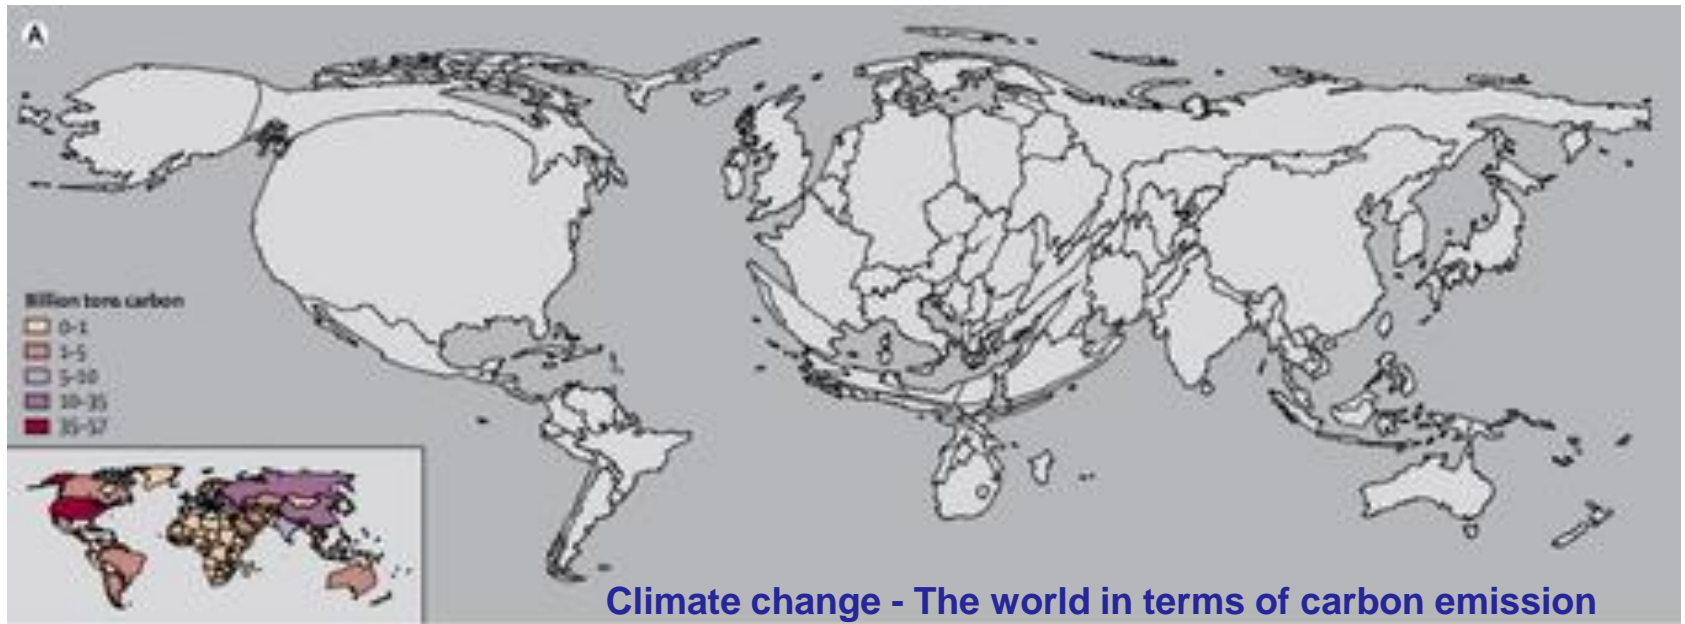 A
Billion tons carbon
0-1
1-5
5-10
10-35
35-57
Climate change - The world in terms of carbon emission